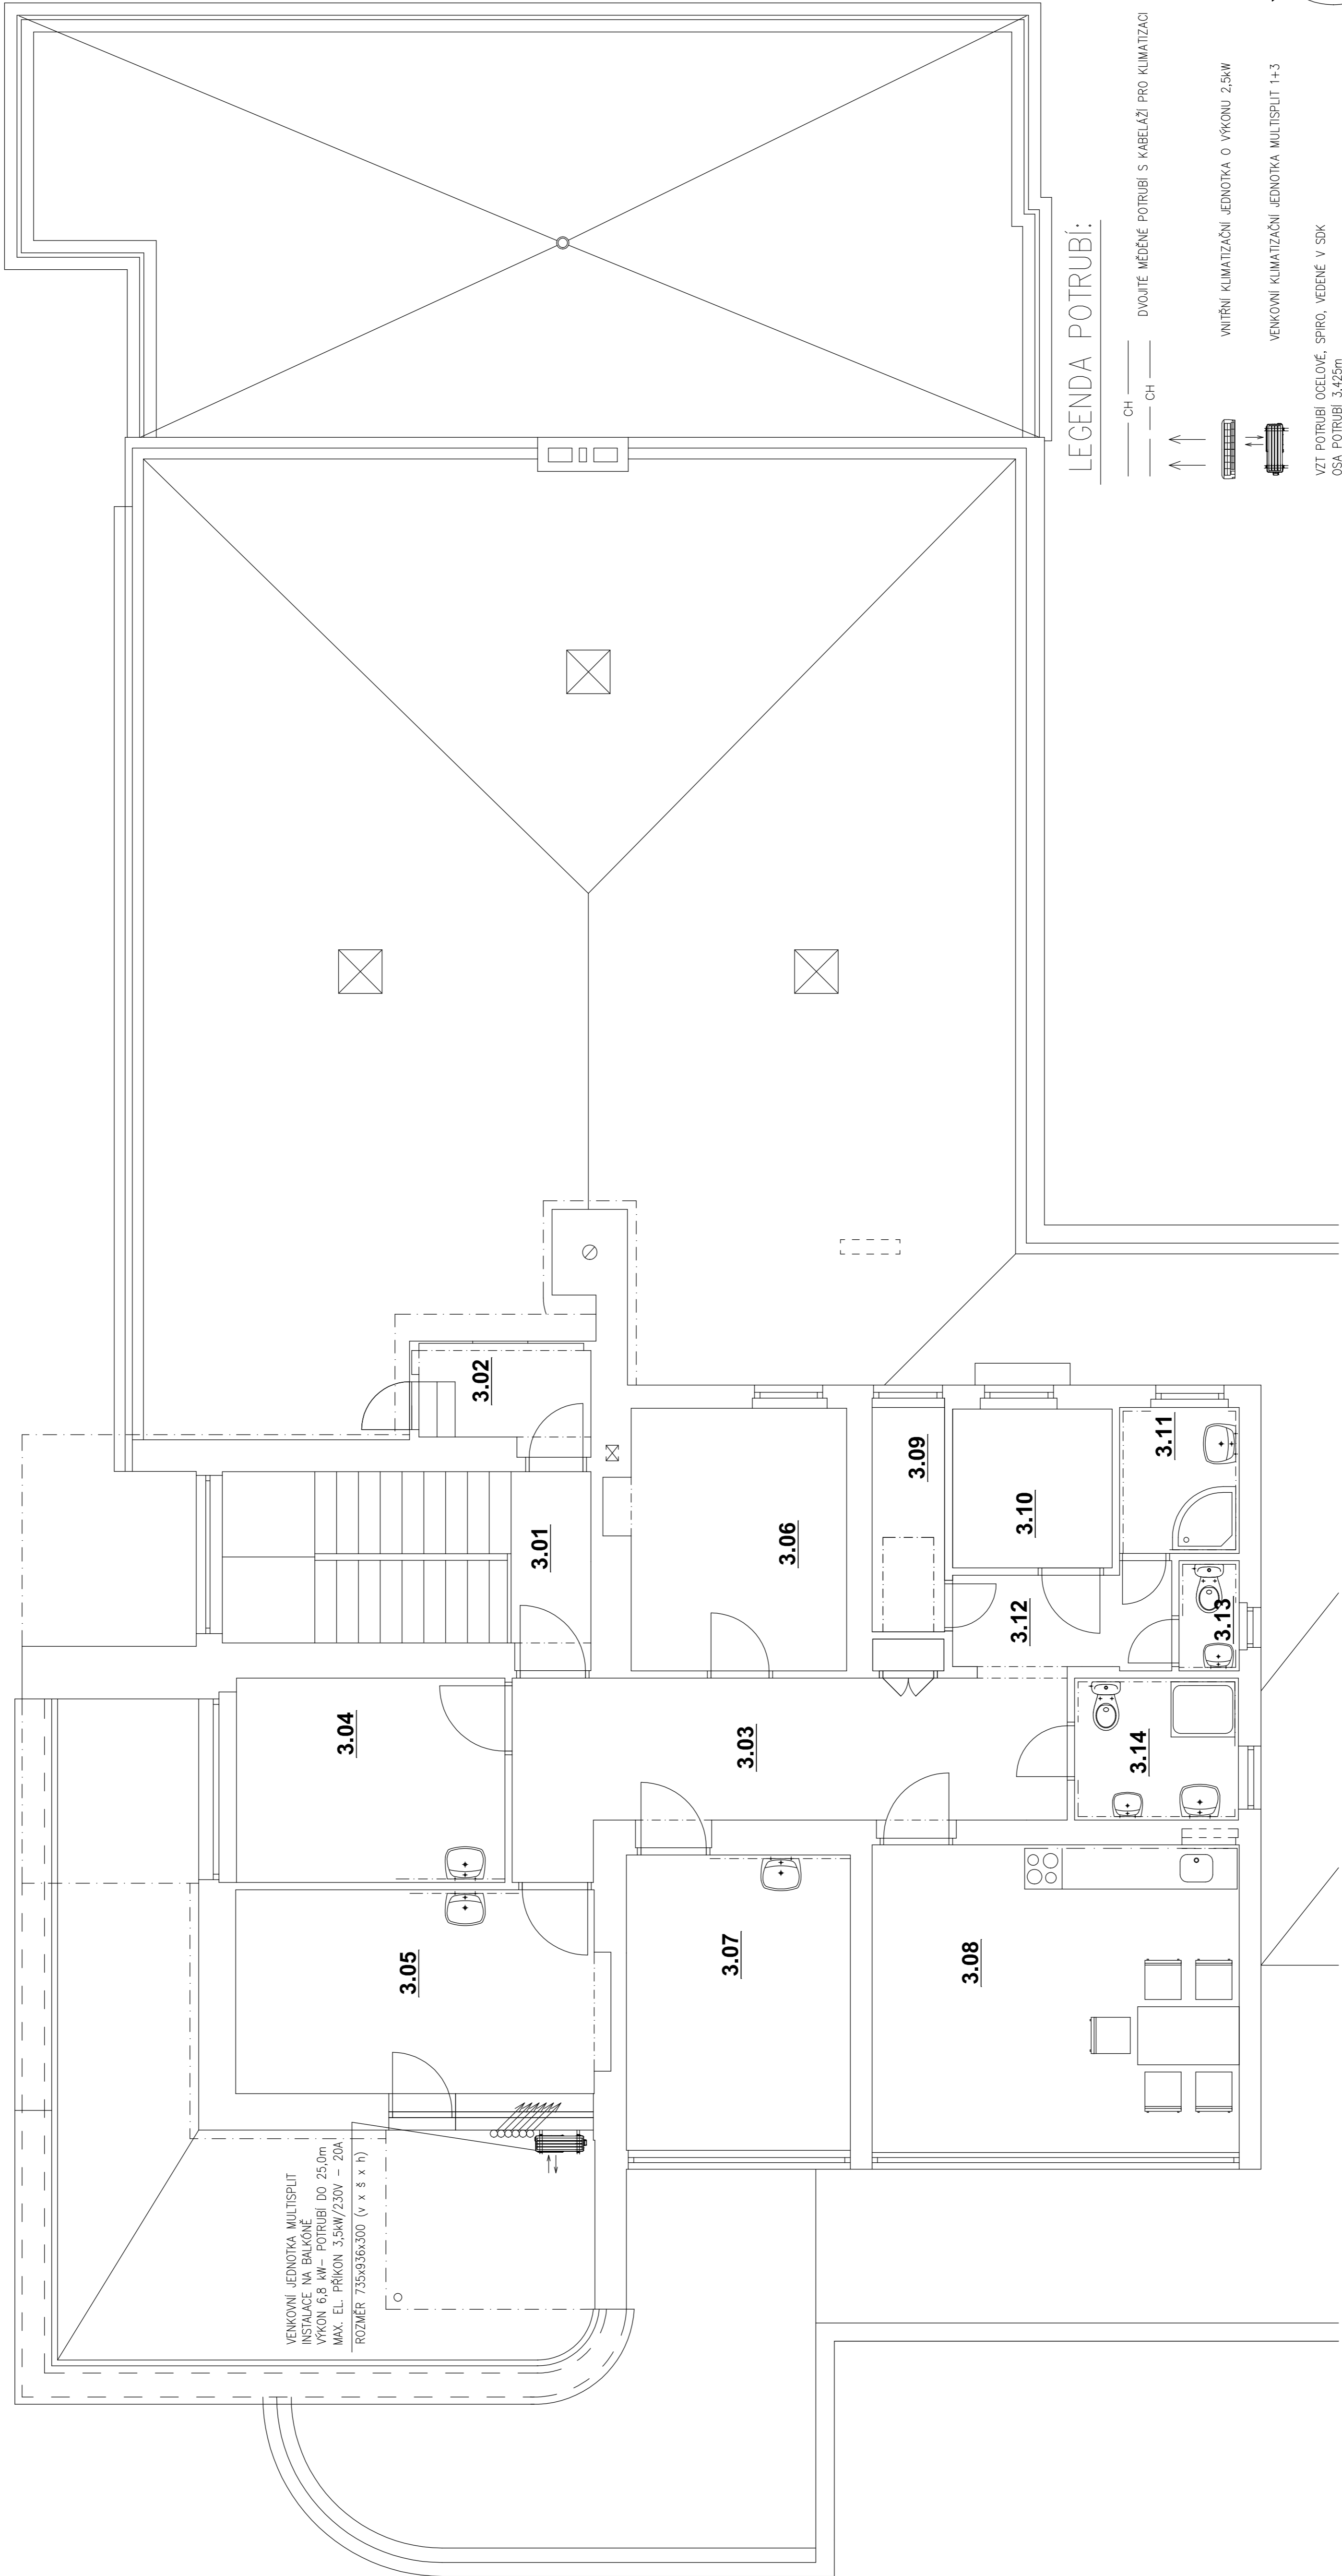 VENKOVNÍ JEDNOTKA MULTISPLIT
INSTALACE NA BALKÓNĚ
VÝKON 6,8 kW– POTRUBÍ DO 25,0m
MAX. EL. PŘÍKON 3,5kW/230V – 20A
ROZMĚR 735x936x300 (v x š x h)
3.01
3.02
3.03
3.04
3.05
3.06
3.07
3.08
3.09
3.10
3.11
3.12
3.13
3.14
LEGENDA POTRUBÍ:
CH
CH
DVOJITÉ MĚDĚNÉ POTRUBÍ S KABELÁŽÍ PRO KLIMATIZACI
VNITŘNÍ KLIMATIZAČNÍ JEDNOTKA O VÝKONU 2,5kW
VENKOVNÍ KLIMATIZAČNÍ JEDNOTKA MULTISPLIT 1+3
VZT POTRUBÍ OCELOVÉ, SPIRO, VEDENÉ V SDK
OSA POTRUBÍ 3,425m